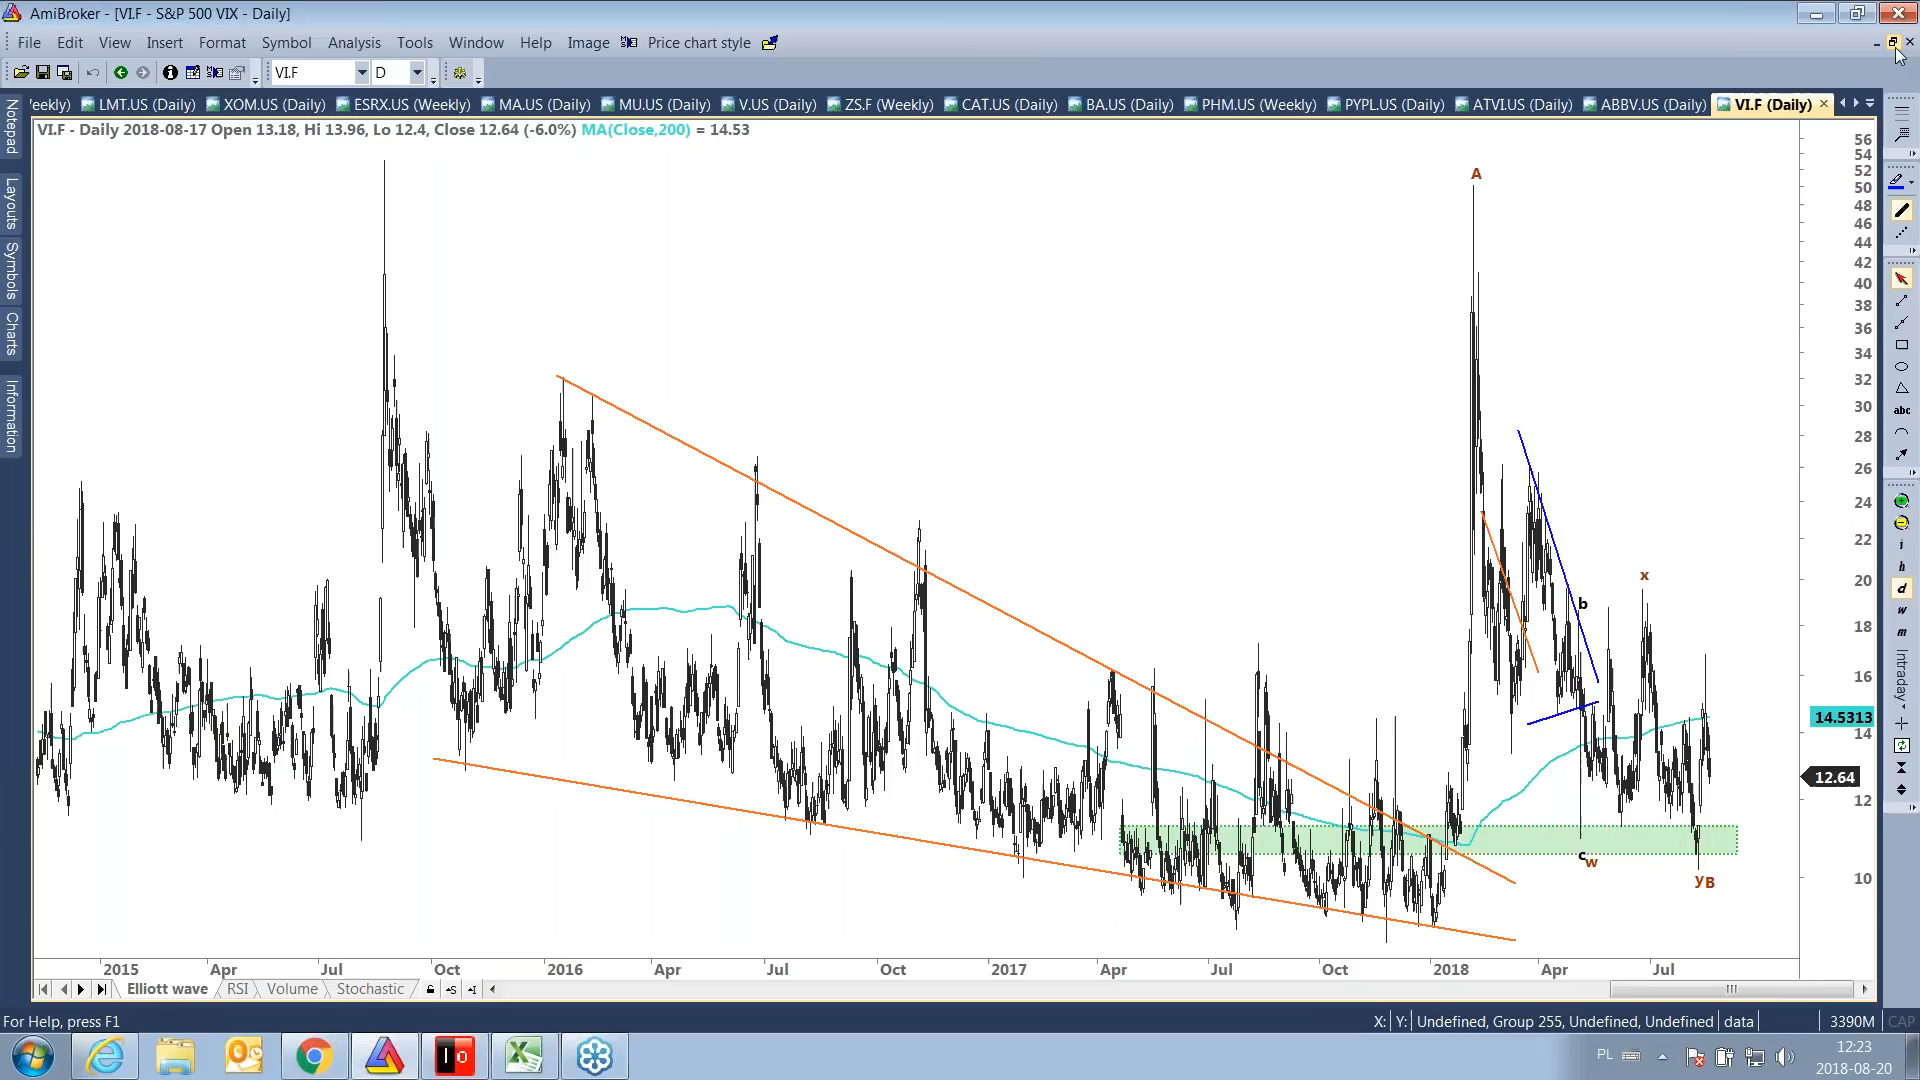 AmiBroker - [VI.F - S&P 500 VIX - Daily]
File Edit View Insert Format Symbol Analysis Tools Window Help Image Price chart style
VI.F D
eekly) LMT.US (Daily) XOM.US (Daily) ESRX.US (Weekly) MA.US (Daily) MU.US (Daily) V.US (Daily) ZS.F (Weekly) CAT.US (Daily) BA.US (Daily) PHM.US (Weekly) PYPL.US (Daily) ATVI.US (Daily) ABBV.US (Daily) VI.F (Daily)
VI.F - Daily 2018-08-17 Open 13.18, Hi 13.96, Lo 12.4, Close 12.64 (-6.0%) MA(Close,200) = 14.53
Notepad
Layouts
Symbols
Charts
Information
A
b
x
c
w
y
B
56
54
52
50
48
46
44
42
40
38
36
34
32
30
28
26
24
22
20
18
16
14.5313
14
12.64
12
10
abc
i
h
d
w
m
Intraday
2015 Apr Jul Oct 2016 Apr Jul Oct 2017 Apr Jul Oct 2018 Apr Jul
Elliott wave RSI Volume Stochastic
For Help, press F1
X: Y: Undefined, Group 255, Undefined, Undefined data 3390M CAP
PL
12:23
2018-08-20